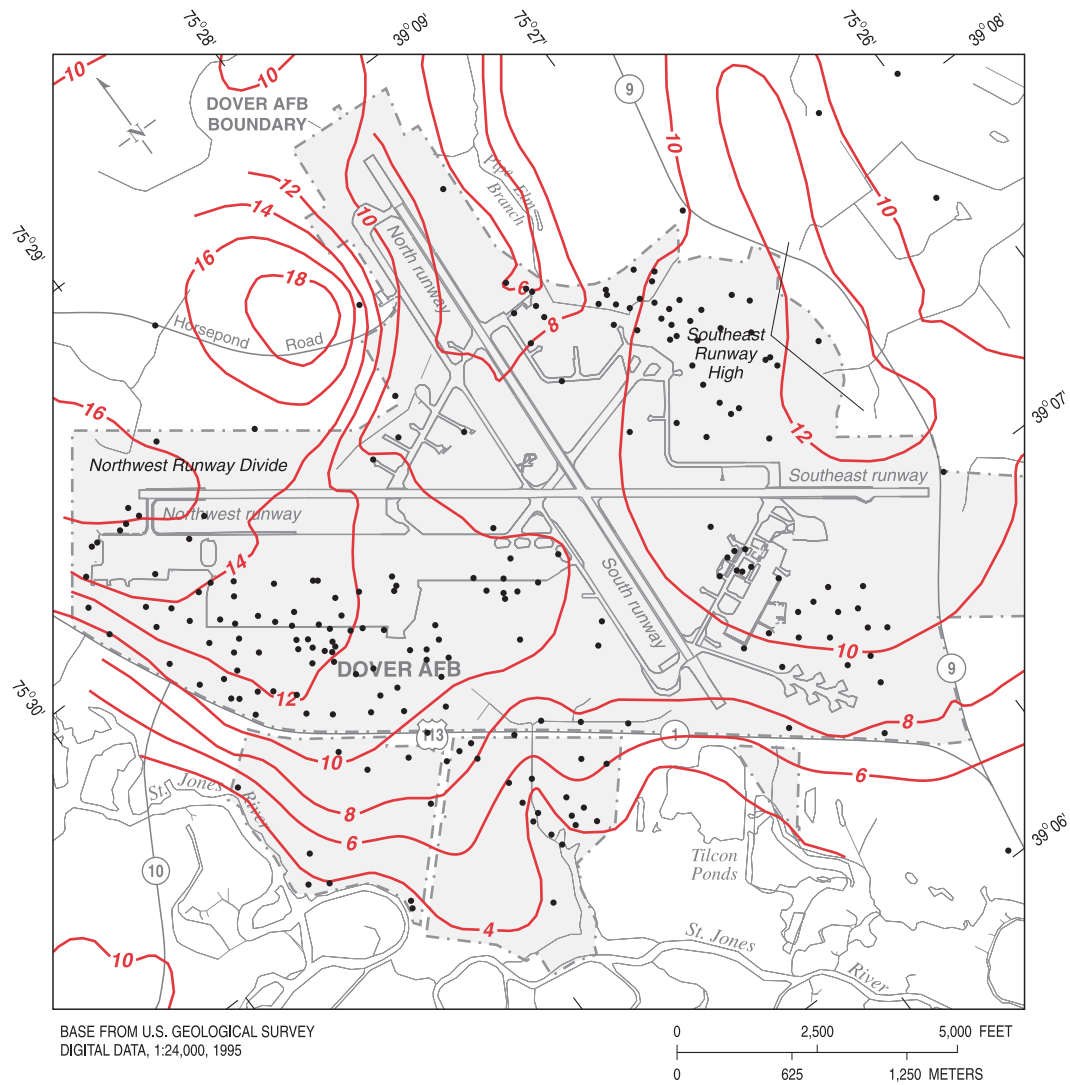 75°28'
39°09'
75°27'
75°26'
39°08'
10
10
DOVER AFB
BOUNDARY
9
N
Pipe Elm
Branch
10
12
14
10
10
75°29'
16
18
North runway
6
8
Horsepond Road
Southeast
Runway
High
16
12
39°07'
Northwest Runway Divide
Southeast runway
Northwest runway
14
South runway
10
DOVER AFB
9
12
75°30'
8
113
1
10
6
St. Jones River
8
6
39°06'
Tilcon
Ponds
10
4
St. Jones
River
10
BASE FROM U.S. GEOLOGICAL SURVEY
DIGITAL DATA, 1:24,000, 1995
0 2,500 5,000 FEET
0 625 1,250 METERS